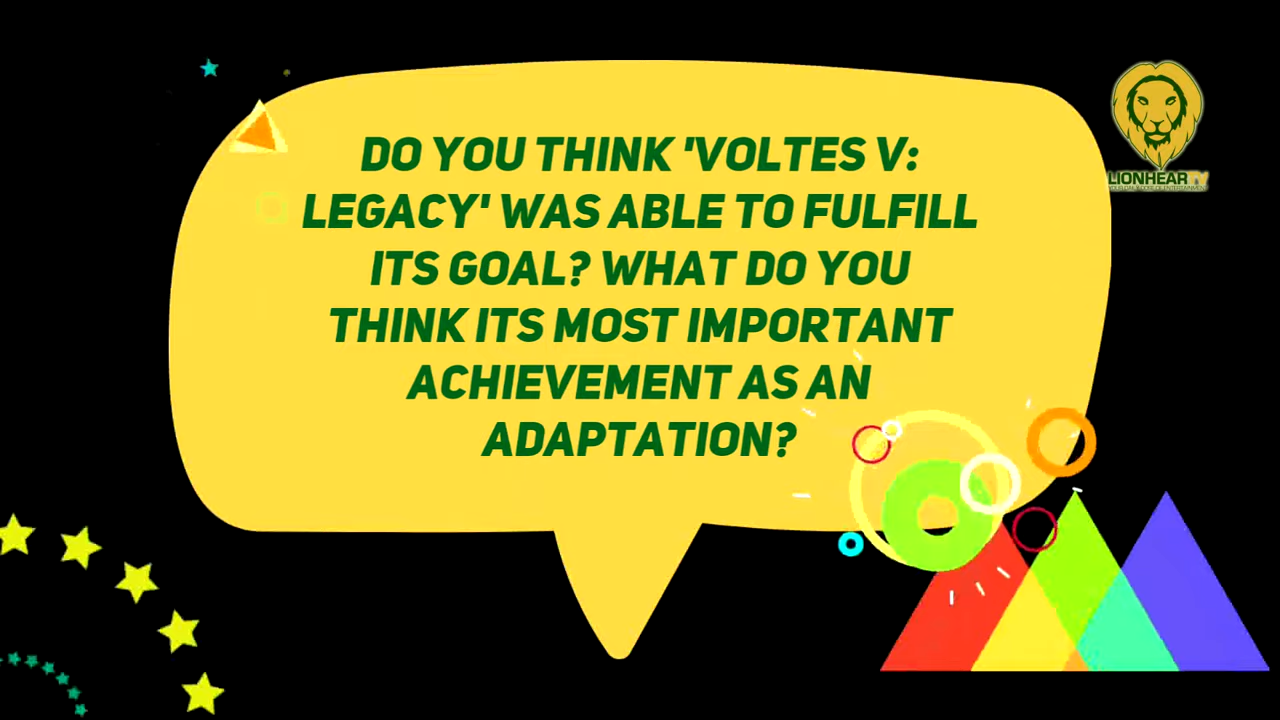 DO YOU THINK 'VOLTES V:
LEGACY' WAS ABLE TO FULFILL
ITS GOAL? WHAT DO YOU
THINK ITS MOST IMPORTANT
ACHIEVEMENT AS AN
ADAPTATION?
LIONHEARTV